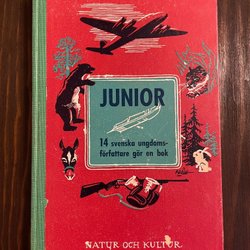 JUNIOR
14 svenska ungdoms-
författare gör en bok
NATUR OCH KULTUR